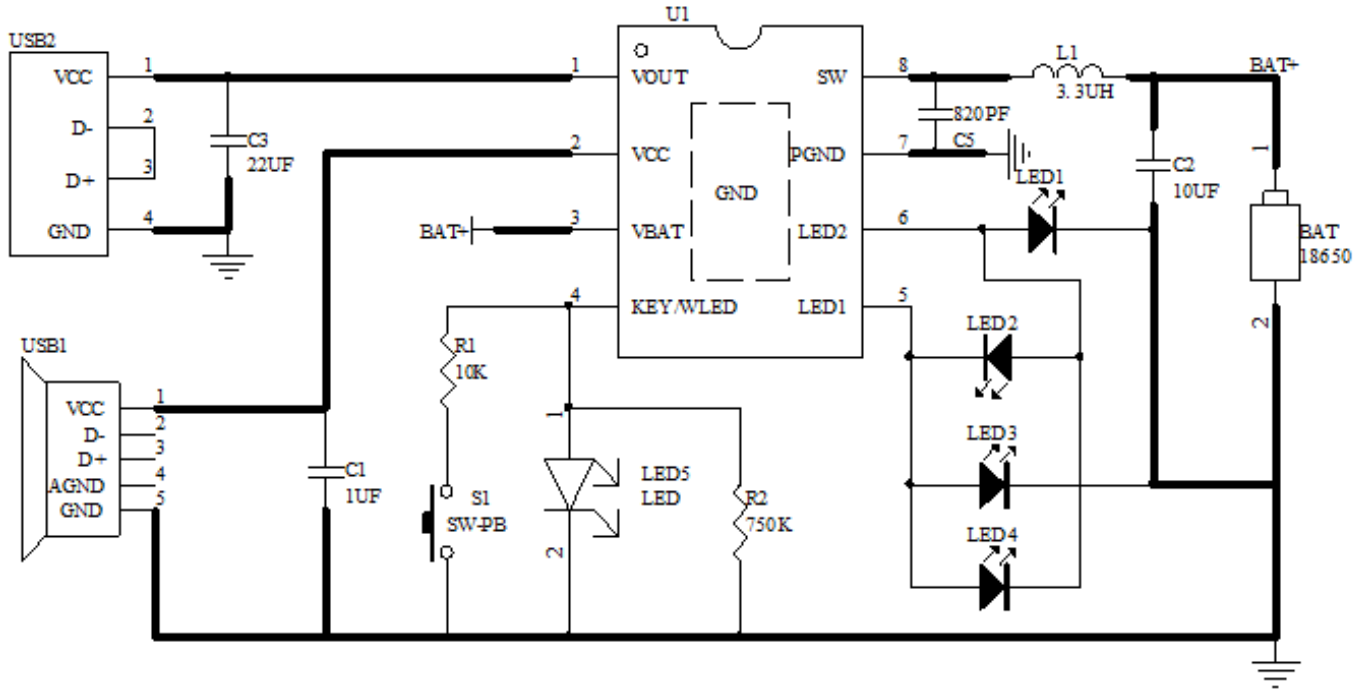 U1
USB2
VCC
1
D-
2
D+
3
GND
4
C3
22UF
1
VOUT
2
VCC
BAT+
3
VBAT
4
KEY/WLED
GND
SW
8
PGND
7
LED2
6
LED1
5
L1
3.3UH
820PF
C5
BAT+
LED1
C2
10UF
1
BAT
18650
2
LED2
LED3
LED4
USB1
VCC
1
D-
2
D+
3
AGND
4
GND
5
C1
1UF
R1
10K
S1
SW-PB
1
LED5
LED
2
R2
750K